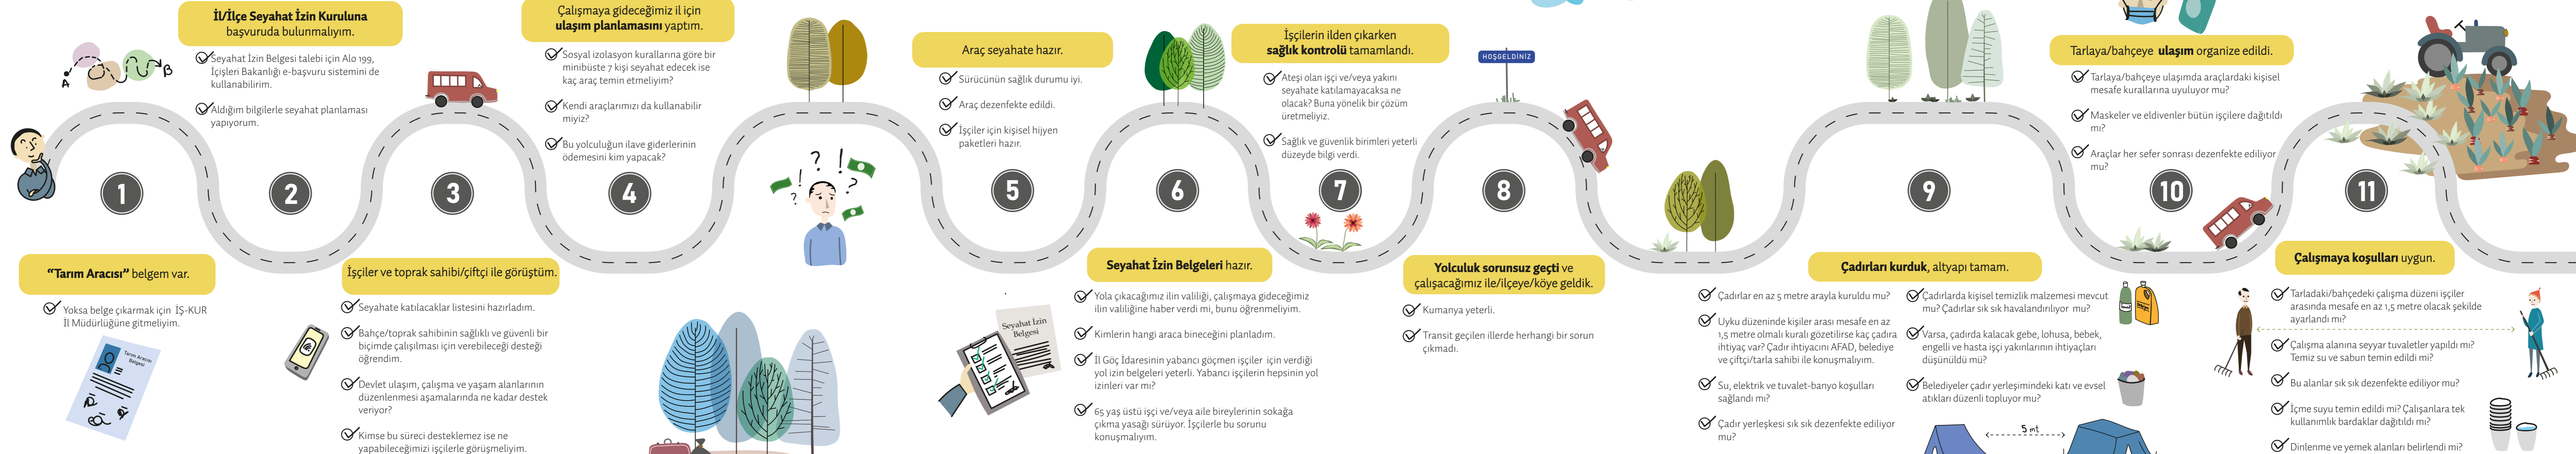 1
"Tarım Aracısı" belgem var.
Yoksa belge çıkarmak için İŞ-KUR
İl Müdürlüğüne gitmeliyim.
Tarım Aracısı
Belgesi
A
B
2
İl/İlçe Seyahat İzin Kuruluna
başvuruda bulunmalıyım.
Seyahat İzin Belgesi talebi için Alo 199,
İçişleri Bakanlığı e-başvuru sistemini de
kullanabilirim.
Aldığım bilgilerle seyahat planlaması
yapıyorum.
3
İşçiler ve toprak sahibi/çiftçi ile görüştüm.
Seyahate katılacaklar listesini hazırladım.
Bahçe/toprak sahibinin sağlıklı ve güvenli bir
biçimde çalışılması için verebileceği desteği
öğrendim.
Devlet ulaşım, çalışma ve yaşam alanlarının
düzenlenmesi aşamalarında ne kadar destek
veriyor?
Kimse bu süreci desteklemez ise ne
yapabileceğimizi işçilerle görüşmeliyim.
4
Çalışmaya gideceğimiz il için
ulaşım planlamasını yaptım.
Sosyal izolasyon kurallarına göre bir
minibüste 7 kişi seyahat edecek ise
kaç araç temin etmeliyim?
Kendi araçlarımızı da kullanabilir
miyiz?
Bu yolculuğun ilave giderlerinin
ödemesini kim yapacak?
? ! ! ? ?
5
Araç seyahate hazır.
Sürücünün sağlık durumu iyi.
Araç dezenfekte edildi.
İşçiler için kişisel hijyen
paketleri hazır.
6
Seyahat İzin Belgeleri hazır.
Yola çıkacağımız ilin valiliği, çalışmaya gideceğimiz
ilin valiliğine haber verdi mi, bunu öğrenmeliyim.
Kimlerin hangi araca bineceğini planladım.
İl Göç İdaresinin yabancı göçmen işçiler için verdiği
yol izin belgeleri yeterli. Yabancı işçilerin hepsinin yol
izinleri var mı?
65 yaş üstü işçi ve/veya aile bireylerinin sokağa
çıkma yasağı sürüyor. İşçilerle bu sorunu
konuşmalıyım.
Seyahat İzin
Belgesi
7
İşçilerin ilden çıkarken
sağlık kontrolü tamamlandı.
Ateşi olan işçi ve/veya yakını
seyahate katılamayacaksa ne
olacak? Buna yönelik bir çözüm
üretmeliyiz.
Sağlık ve güvenlik birimleri yeterli
düzeyde bilgi verdi.
8
HOŞGELDİNİZ
Yolculuk sorunsuz geçti ve
çalışacağımız ile/ilçeye/köye geldik.
Kumanya yeterli.
Transit geçilen illerde herhangi bir sorun
çıkmadı.
9
Çadırları kurduk, altyapı tamam.
Çadırlar en az 5 metre arayla kuruldu mu?
Uyku düzeninde kişiler arası mesafe en az
1,5 metre olmalı kuralı gözetilirse kaç çadıra
ihtiyaç var? Çadır ihtiyacını AFAD, belediye
ve çiftçi/tarla sahibi ile konuşmalıyım.
Su, elektrik ve tuvalet-banyo koşulları
sağlandı mı?
Çadır yerleşkesi sık sık dezenfekte ediliyor
mu?
Çadırlarda kişisel temizlik malzemesi mevcut
mu? Çadırlar sık sık havalandırılıyor mu?
Varsa, çadırda kalacak gebe, lohusa, bebek,
engelli ve hasta işçi yakınlarının ihtiyaçları
düşünüldü mü?
Belediyeler çadır yerleşimindeki katı ve evsel
atıkları düzenli topluyor mu?
5 mt
10
Tarlaya/bahçeye ulaşım organize edildi.
Tarlaya/bahçeye ulaşımda araçlardaki kişisel
mesafe kurallarına uyuluyor mu?
Maskeler ve eldivenler bütün işçilere dağıtıldı
mı?
Araçlar her sefer sonrası dezenfekte ediliyor
mu?
11
Çalışmaya koşulları uygun.
Tarladaki/bahçedeki çalışma düzeni işçiler
arasında mesafe en az 1,5 metre olacak şekilde
ayarlandı mı?
Çalışma alanına seyyar tuvaletler yapıldı mı?
Temiz su ve sabun temin edildi mi?
Bu alanlar sık sık dezenfekte ediliyor mu?
İçme suyu temin edildi mi? Çalışanlara tek
kullanımlık bardaklar dağıtıldı mı?
Dinlenme ve yemek alanları belirlendi mi?